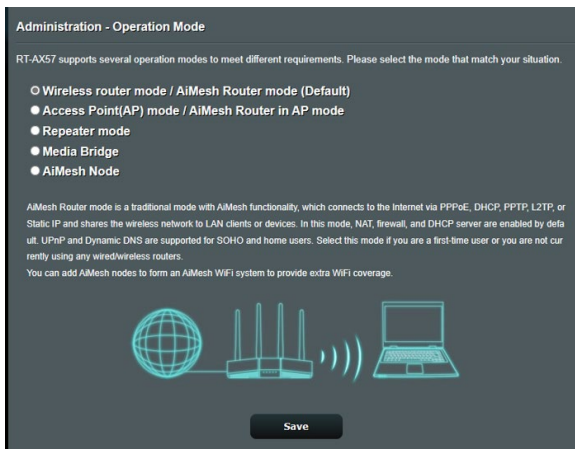 Administration - Operation Mode
RT-AX57 supports several operation modes to meet different requirements. Please select the mode that match your situation.
Wireless router mode / AiMesh Router mode (Default)
Access Point(AP) mode / AiMesh Router in AP mode
Repeater mode
Media Bridge
AiMesh Node
AiMesh Router mode is a traditional mode with AiMesh functionality, which connects to the Internet via PPPoE, DHCP, PPTP, L2TP, or
Static IP and shares the wireless network to LAN clients or devices. In this mode, NAT, firewall, and DHCP server are enabled by defa
ult. UPnP and Dynamic DNS are supported for SOHO and home users. Select this mode if you are a first-time user or you are not cur
rently using any wired/wireless routers.
You can add AiMesh nodes to form an AiMesh WiFi system to provide extra WiFi coverage.
Save